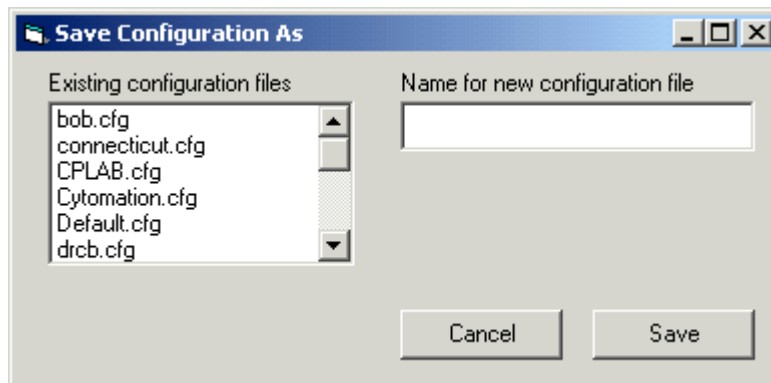 Save Configuration As
Existing configuration files
bob.cfg
connecticut.cfg
CPLAB.cfg
Cytomation.cfg
Default.cfg
drcb.cfg
Name for new configuration file
Cancel
Save